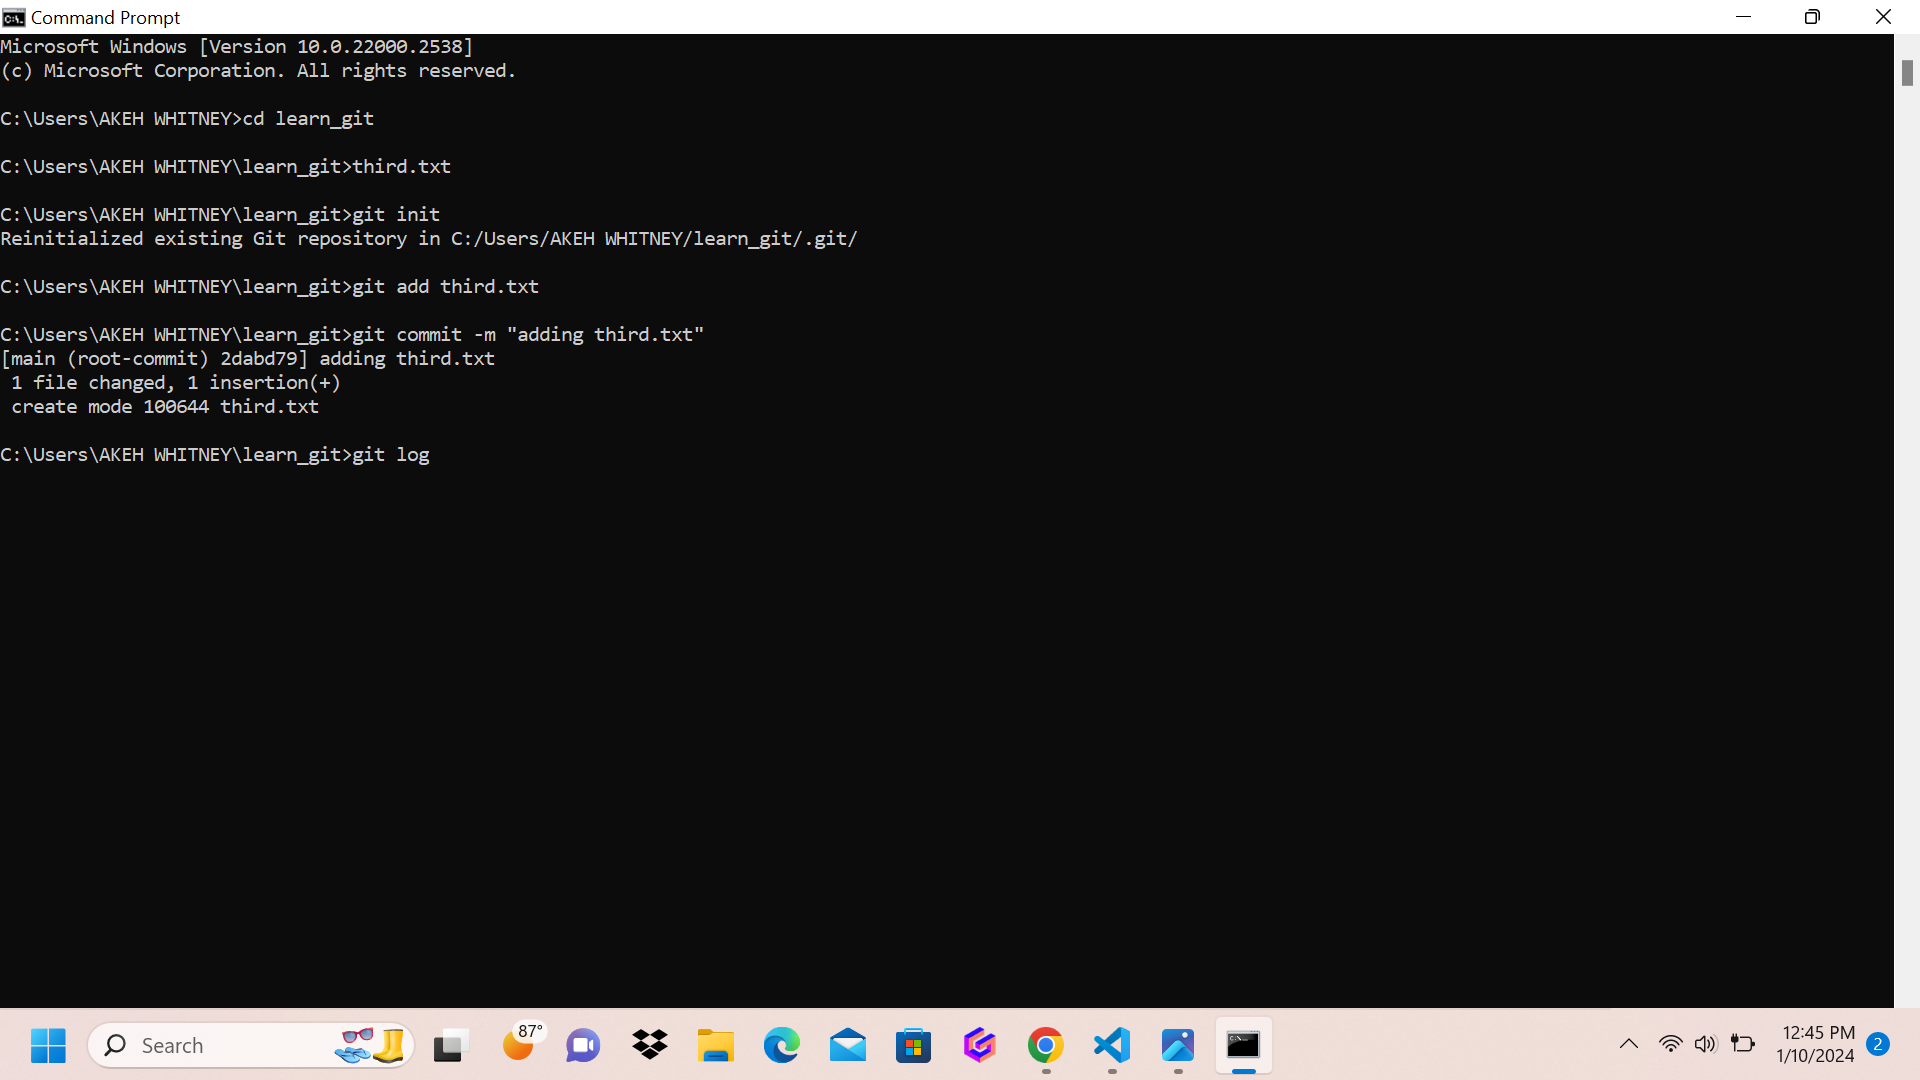 Command Prompt
Microsoft Windows [Version 10.0.22000.2538]
(c) Microsoft Corporation. All rights reserved.
C:\Users\AKEH WHITNEY>cd learn_git
C:\Users\AKEH WHITNEY\learn_git>third.txt
C:\Users\AKEH WHITNEY\learn_git>git init
Reinitialized existing Git repository in C:/Users/AKEH WHITNEY/learn_git/.git/
C:\Users\AKEH WHITNEY\learn_git>git add third.txt
C:\Users\AKEH WHITNEY\learn_git>git commit -m "adding third.txt"
[main (root-commit) 2dabd79] adding third.txt
 1 file changed, 1 insertion(+)
 create mode 100644 third.txt
C:\Users\AKEH WHITNEY\learn_git>git log
Search
87°
12:45 PM
1/10/2024
2